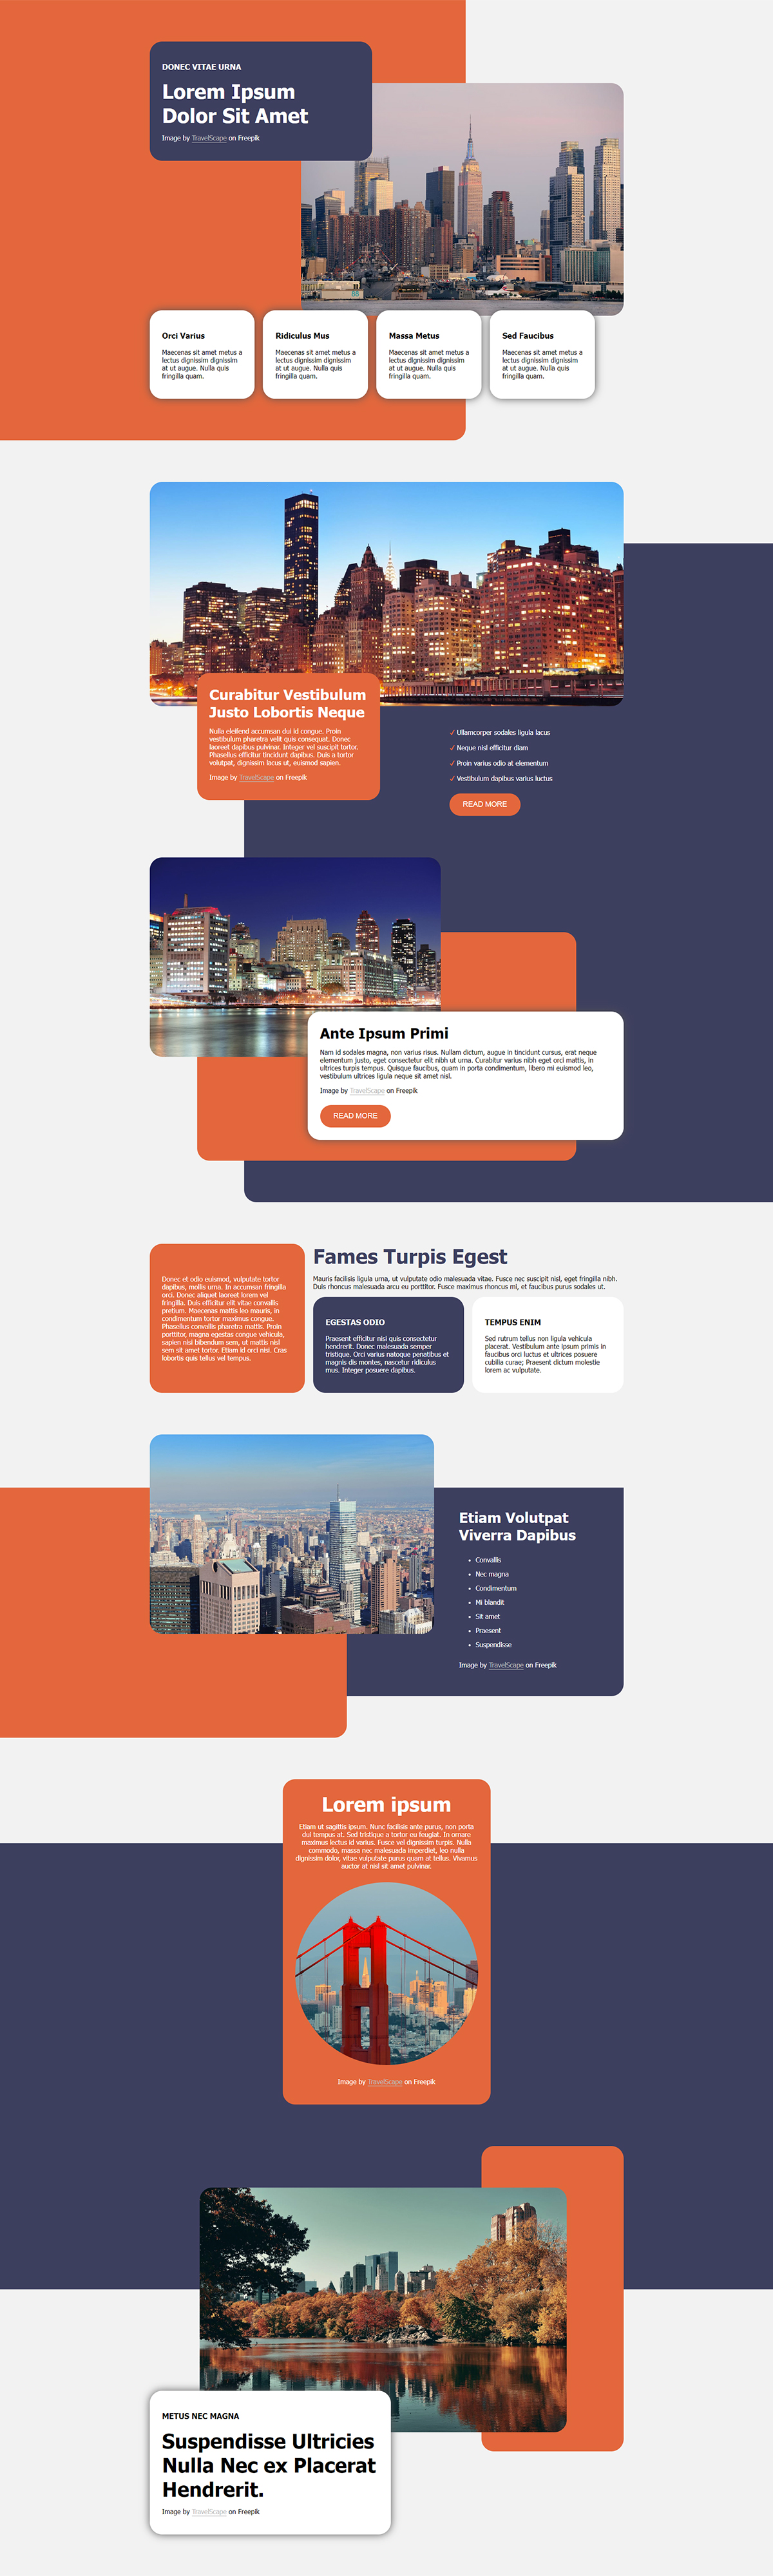 DONEC VITAE URNA
Lorem Ipsum
Dolor Sit Amet
Image by TravelScape on Freepik
Orci Varius
Maecenas sit amet metus a
lectus dignissim dignissim
at ut augue. Nulla quis
fringilla quam.
Ridiculus Mus
Maecenas sit amet metus a
lectus dignissim dignissim
at ut augue. Nulla quis
fringilla quam.
Massa Metus
Maecenas sit amet metus a
lectus dignissim dignissim
at ut augue. Nulla quis
fringilla quam.
Sed Faucibus
Maecenas sit amet metus a
lectus dignissim dignissim
at ut augue. Nulla quis
fringilla quam.
Curabitur Vestibulum
Justo Lobortis Neque
Nulla eleifend accumsan dui id congue. Proin
vestibulum pharetra velit quis consequat. Donec
laoreet dapibus pulvinar. Integer vel suscipit tortor.
Phasellus efficitur tincidunt dapibus. Duis a tortor
volutpat, dignissim lacus ut, euismod sapien.
Image by TravelScape on Freepik
✓ Ullamcorper sodales ligula lacus
✓ Neque nisl efficitur diam
✓ Proin varius odio at elementum
✓ Vestibulum dapibus varius luctus
READ MORE
Ante Ipsum Primi
Nam id sodales magna, non varius risus. Nullam dictum, augue in tincidunt cursus, erat neque
elementum justo, eget consectetur elit nibh ut urna. Curabitur varius nibh eget orci mattis, in
ultrices turpis tempus. Quisque faucibus, quam in porta condimentum, libero mi euismod leo,
vestibulum ultrices ligula neque sit amet nisl.
Image by TravelScape on Freepik
READ MORE
Donec et odio euismod, vulputate tortor
dapibus, mollis urna. In accumsan fringilla
orci. Donec aliquet laoreet lorem vel
fringilla. Duis efficitur elit vitae convallis
pretium. Maecenas mattis leo mauris, in
condimentum tortor maximus congue.
Phasellus convallis pharetra mattis. Proin
porttitor, magna egestas congue vehicula,
sapien nisi bibendum sem, ut mattis nisl
sem sit amet tortor. Etiam id orci nisi. Cras
lobortis quis tellus vel tempus.
Fames Turpis Egest
Mauris facilisis ligula urna, ut vulputate odio malesuada vitae. Fusce nec suscipit nisl, eget fringilla nibh.
Duis rhoncus malesuada arcu eu porttitor. Fusce maximus rhoncus mi, et faucibus purus sodales ut.
EGESTAS ODIO
Praesent efficitur nisi quis consectetur
hendrerit. Donec malesuada semper
tristique. Orci varius natoque penatibus et
magnis dis montes, nascetur ridiculus
mus. Integer posuere dapibus.
TEMPUS ENIM
Sed rutrum tellus non ligula vehicula
placerat. Vestibulum ante ipsum primis in
faucibus orci luctus et ultrices posuere
cubilia curae; Praesent dictum molestie
lorem ac vulputate.
Etiam Volutpat
Viverra Dapibus
• Convallis
• Nec magna
• Condimentum
• Mi blandit
• Sit amet
• Praesent
• Suspendisse
Image by TravelScape on Freepik
Lorem ipsum
Etiam ut sagittis ipsum. Nunc facilisis ante purus, non porta
dui tempus at. Sed tristique a tortor eu feugiat. In ornare
maximus lectus id varius. Fusce vel dignissim turpis. Nulla
commodo, massa nec malesuada imperdiet, leo nulla
dignissim dolor, vitae vulputate purus quam at tellus. Vivamus
auctor at nisl sit amet pulvinar.
Image by TravelScape on Freepik
METUS NEC MAGNA
Suspendisse Ultricies
Nulla Nec ex Placerat
Hendrerit.
Image by TravelScape on Freepik